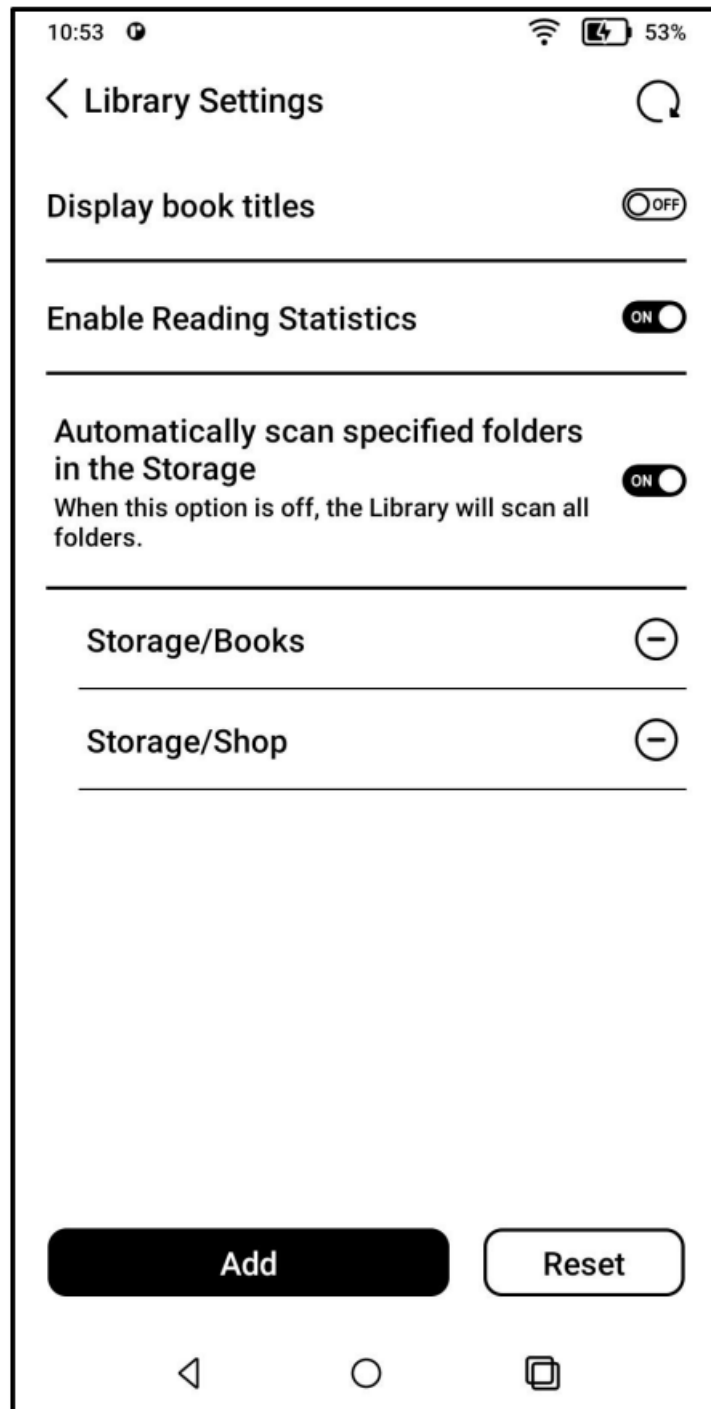 10:53 53%
Library Settings
Display book titles OFF
Enable Reading Statistics ON
Automatically scan specified folders
in the Storage ON
When this option is off, the Library will scan all
folders.
Storage/Books
Storage/Shop
Add Reset